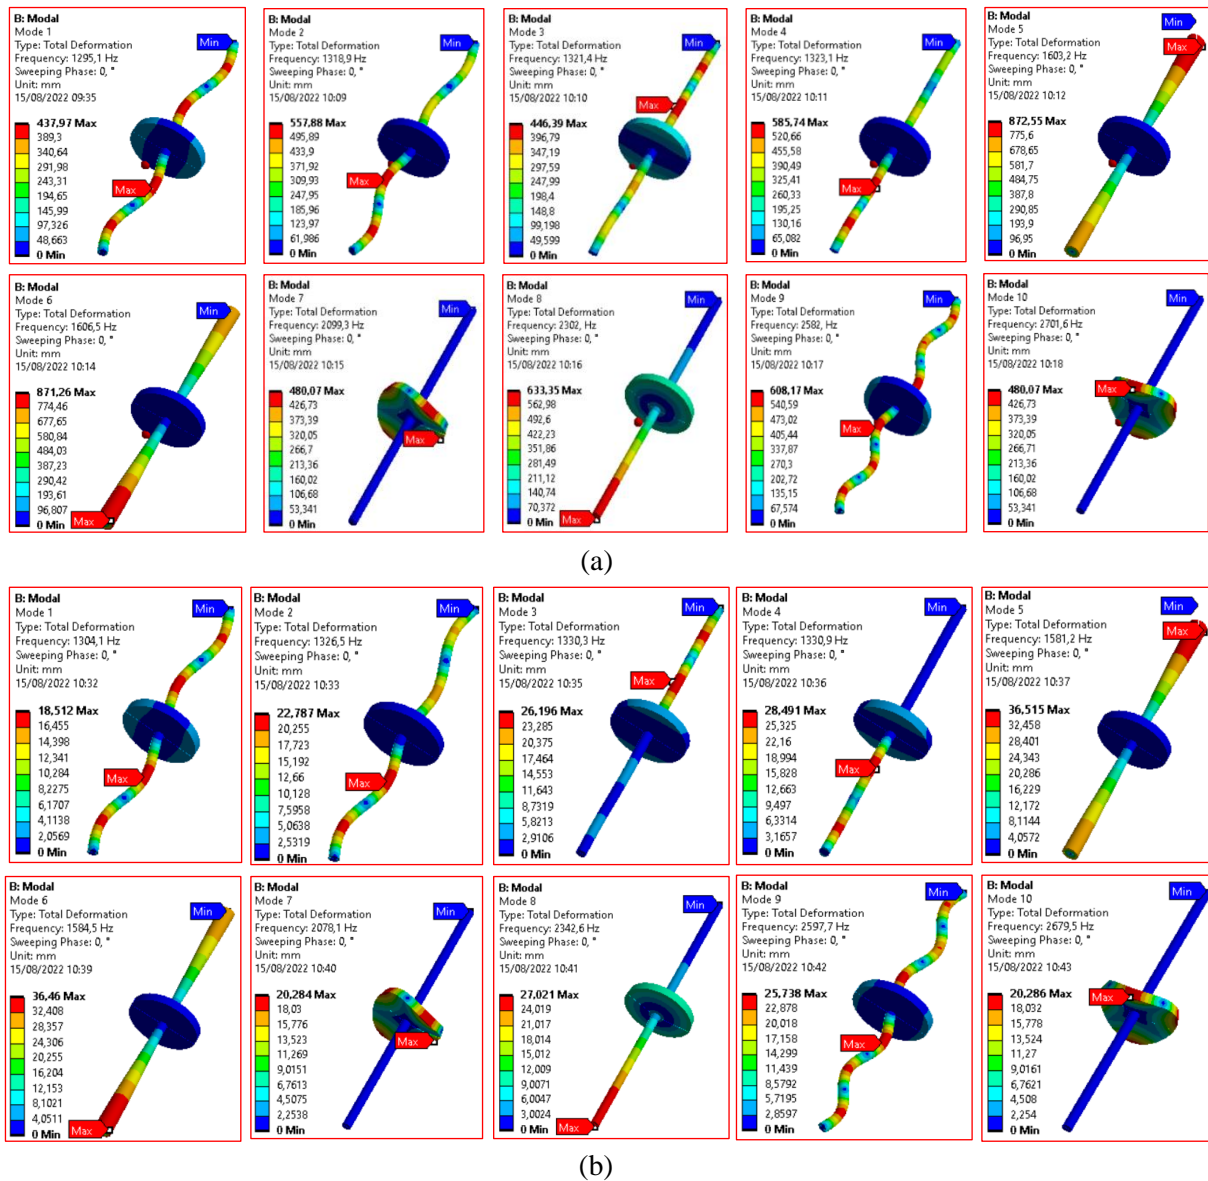 B: Modal
Mode 1
Type: Total Deformation
Frequency: 1295,1 Hz
Sweeping Phase: 0, °
Unit: mm
15/08/2022 09:35
437,97 Max
389,3
340,64
291,98
243,31
194,65
145,99
97,326
48,663
0 Min
Min
Max
B: Modal
Mode 2
Type: Total Deformation
Frequency: 1318,9 Hz
Sweeping Phase: 0, °
Unit: mm
15/08/2022 10:09
557,88 Max
495,89
433,9
371,92
309,93
247,95
185,96
123,97
61,986
0 Min
Min
Max
B: Modal
Mode 3
Type: Total Deformation
Frequency: 1321,4 Hz
Sweeping Phase: 0, °
Unit: mm
15/08/2022 10:10
446,39 Max
396,79
347,19
297,59
247,99
198,4
148,8
99,198
49,599
0 Min
Min
Max
B: Modal
Mode 4
Type: Total Deformation
Frequency: 1323,1 Hz
Sweeping Phase: 0, °
Unit: mm
15/08/2022 10:11
585,74 Max
520,66
455,58
390,49
325,41
260,33
195,25
130,16
65,082
0 Min
Min
Max
B: Modal
Mode 5
Type: Total Deformation
Frequency: 1603,2 Hz
Sweeping Phase: 0, °
Unit: mm
15/08/2022 10:12
872,55 Max
775,6
678,65
581,7
484,75
387,8
290,85
193,9
96,95
0 Min
Min
Max
B: Modal
Mode 6
Type: Total Deformation
Frequency: 1606,5 Hz
Sweeping Phase: 0, °
Unit: mm
15/08/2022 10:14
871,26 Max
774,46
677,65
580,84
484,03
387,23
290,42
193,61
96,807
0 Min
Min
Max
B: Modal
Mode 7
Type: Total Deformation
Frequency: 2099,3 Hz
Sweeping Phase: 0, °
Unit: mm
15/08/2022 10:15
480,07 Max
426,73
373,39
320,05
266,7
213,36
160,02
106,68
53,341
0 Min
Min
Max
B: Modal
Mode 8
Type: Total Deformation
Frequency: 2302, Hz
Sweeping Phase: 0, °
Unit: mm
15/08/2022 10:16
633,35 Max
562,98
492,6
422,23
351,86
281,49
211,12
140,74
70,372
0 Min
Min
Max
B: Modal
Mode 9
Type: Total Deformation
Frequency: 2582, Hz
Sweeping Phase: 0, °
Unit: mm
15/08/2022 10:17
608,17 Max
540,59
473,02
405,44
337,87
270,3
202,72
135,15
67,574
0 Min
Min
Max
B: Modal
Mode 10
Type: Total Deformation
Frequency: 2701,6 Hz
Sweeping Phase: 0, °
Unit: mm
15/08/2022 10:18
480,07 Max
426,73
373,39
320,05
266,71
213,36
160,02
106,68
53,341
0 Min
Min
Max
(a)
B: Modal
Mode 1
Type: Total Deformation
Frequency: 1304,1 Hz
Sweeping Phase: 0, °
Unit: mm
15/08/2022 10:32
18,512 Max
16,455
14,398
12,341
10,284
8,2275
6,1707
4,1138
2,0569
0 Min
Min
Max
B: Modal
Mode 2
Type: Total Deformation
Frequency: 1326,5 Hz
Sweeping Phase: 0, °
Unit: mm
15/08/2022 10:33
22,787 Max
20,255
17,723
15,192
12,66
10,128
7,5958
5,0638
2,5319
0 Min
Min
Max
B: Modal
Mode 3
Type: Total Deformation
Frequency: 1330,3 Hz
Sweeping Phase: 0, °
Unit: mm
15/08/2022 10:35
26,196 Max
23,285
20,375
17,464
14,553
11,643
8,7319
5,8213
2,9106
0 Min
Min
Max
B: Modal
Mode 4
Type: Total Deformation
Frequency: 1330,9 Hz
Sweeping Phase: 0, °
Unit: mm
15/08/2022 10:36
28,491 Max
25,325
22,16
18,994
15,828
12,663
9,497
6,3314
3,1657
0 Min
Min
Max
B: Modal
Mode 5
Type: Total Deformation
Frequency: 1581,2 Hz
Sweeping Phase: 0, °
Unit: mm
15/08/2022 10:37
36,515 Max
32,458
28,401
24,343
20,286
16,229
12,172
8,1144
4,0572
0 Min
Min
Max
B: Modal
Mode 6
Type: Total Deformation
Frequency: 1584,5 Hz
Sweeping Phase: 0, °
Unit: mm
15/08/2022 10:39
36,46 Max
32,408
28,357
24,306
20,255
16,204
12,153
8,1021
4,0511
0 Min
Min
Max
B: Modal
Mode 7
Type: Total Deformation
Frequency: 2078,1 Hz
Sweeping Phase: 0, °
Unit: mm
15/08/2022 10:40
20,284 Max
18,03
15,776
13,523
11,269
9,0151
6,7613
4,5075
2,2538
0 Min
Min
Max
B: Modal
Mode 8
Type: Total Deformation
Frequency: 2342,6 Hz
Sweeping Phase: 0, °
Unit: mm
15/08/2022 10:41
27,021 Max
24,019
21,017
18,014
15,012
12,009
9,0071
6,0047
3,0024
0 Min
Min
Max
B: Modal
Mode 9
Type: Total Deformation
Frequency: 2597,7 Hz
Sweeping Phase: 0, °
Unit: mm
15/08/2022 10:42
25,738 Max
22,878
20,018
17,158
14,299
11,439
8,5792
5,7195
2,8597
0 Min
Min
Max
B: Modal
Mode 10
Type: Total Deformation
Frequency: 2679,5 Hz
Sweeping Phase: 0, °
Unit: mm
15/08/2022 10:43
20,286 Max
18,032
15,778
13,524
11,27
9,0161
6,7621
4,508
2,254
0 Min
Min
Max
(b)